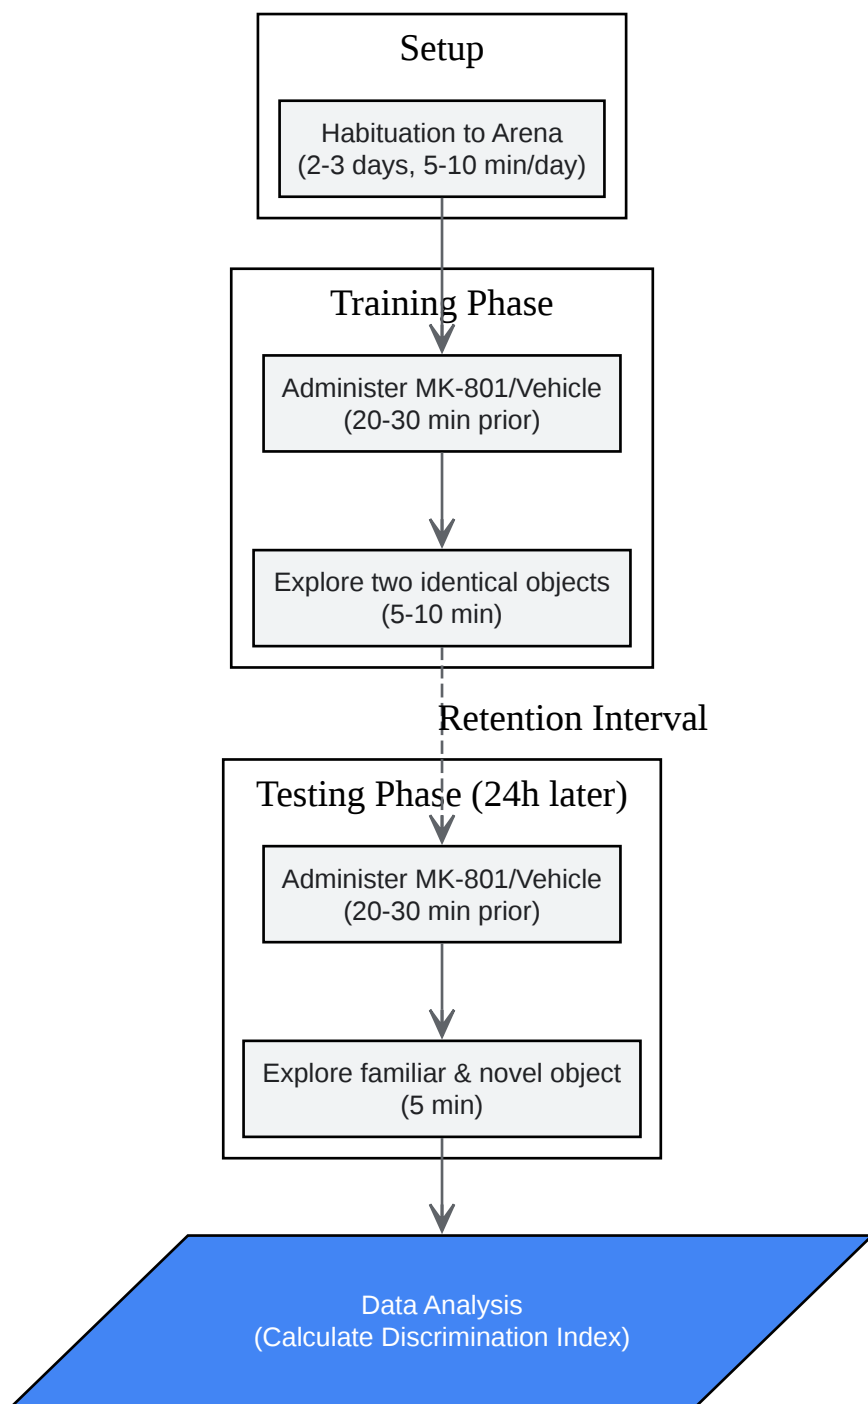 Setup
Habituation to Arena
(2-3 days, 5-10 min/day)
Training Phase
Administer MK-801/Vehicle
(20-30 min prior)
Explore two identical objects
(5-10 min)
Retention Interval
Testing Phase (24h later)
Administer MK-801/Vehicle
(20-30 min prior)
Explore familiar & novel object
(5 min)
Data Analysis
(Calculate Discrimination Index)